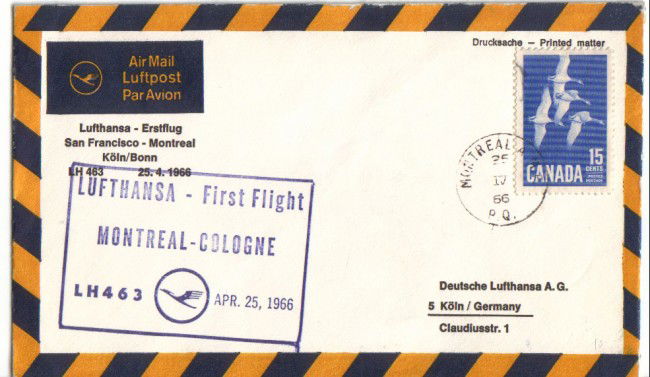 Drucksache – Printed matter
Air Mail
Luftpost
Par Avion
Lufthansa - Erstflug
San Francisco - Montreal
Köln/Bonn
LH 463 25. 4. 1966
LUFTHANSA - First Flight
MONTREAL-COLOGNE
LH463 APR. 25, 1966
MONTREAL
25
IV
66
P.Q.
15
CENTS
CANADA
POSTES
POSTAGE
Deutsche Lufthansa A. G.
5 Köln / Germany
Claudiusstr. 1